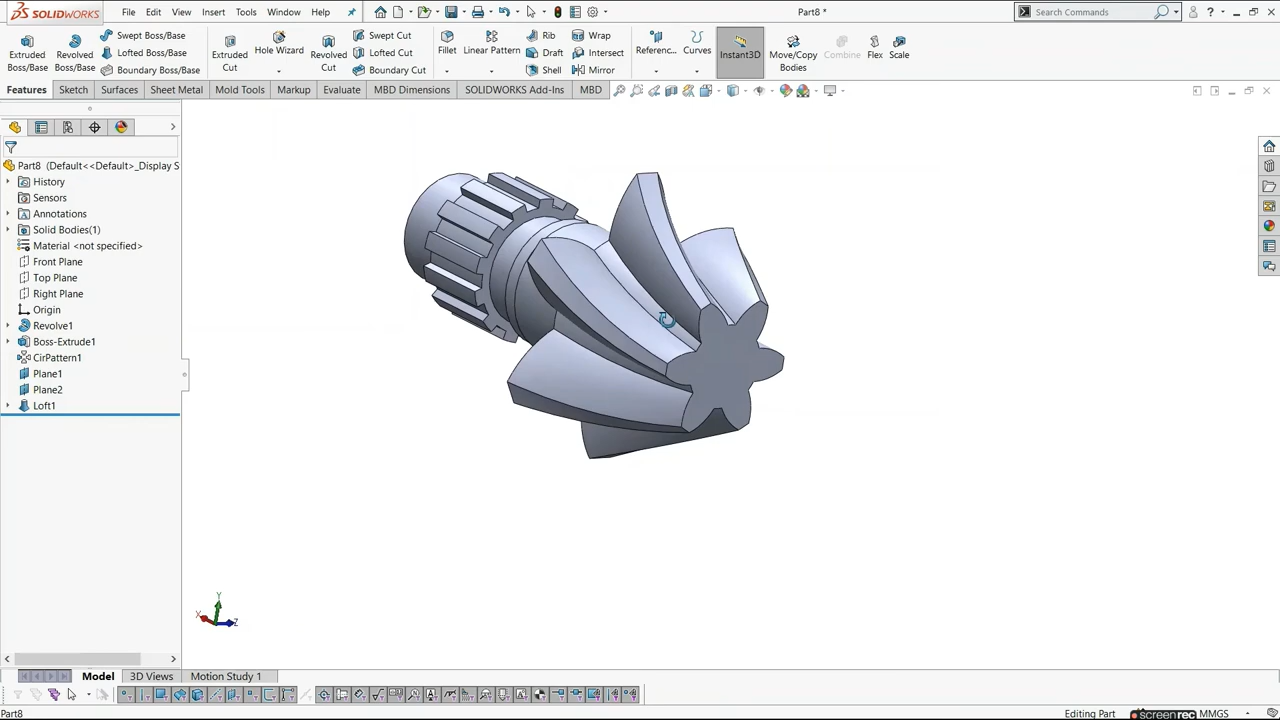 SOLIDWORKS File Edit View Insert Tools Window Help Part8 * Search Commands
Extruded Boss/Base
Revolved Boss/Base
Swept Boss/Base
Lofted Boss/Base
Boundary Boss/Base
Extruded Cut
Hole Wizard
Revolved Cut
Swept Cut
Lofted Cut
Boundary Cut
Fillet
Linear Pattern
Rib
Draft
Shell
Wrap
Intersect
Mirror
Referenc...
Curves
Instant3D
Move/Copy Bodies
Combine
Flex
Scale
Features Sketch Surfaces Sheet Metal Mold Tools Markup Evaluate MBD Dimensions SOLIDWORKS Add-Ins MBD
Part8 (Default<<Default>_Display S
History
Sensors
Annotations
Solid Bodies(1)
Material <not specified>
Front Plane
Top Plane
Right Plane
Origin
Revolve1
Boss-Extrude1
CirPattern1
Plane1
Plane2
Loft1
Y
X
Z
Model 3D Views Motion Study 1
Part8 Editing Part screenrec MMGS